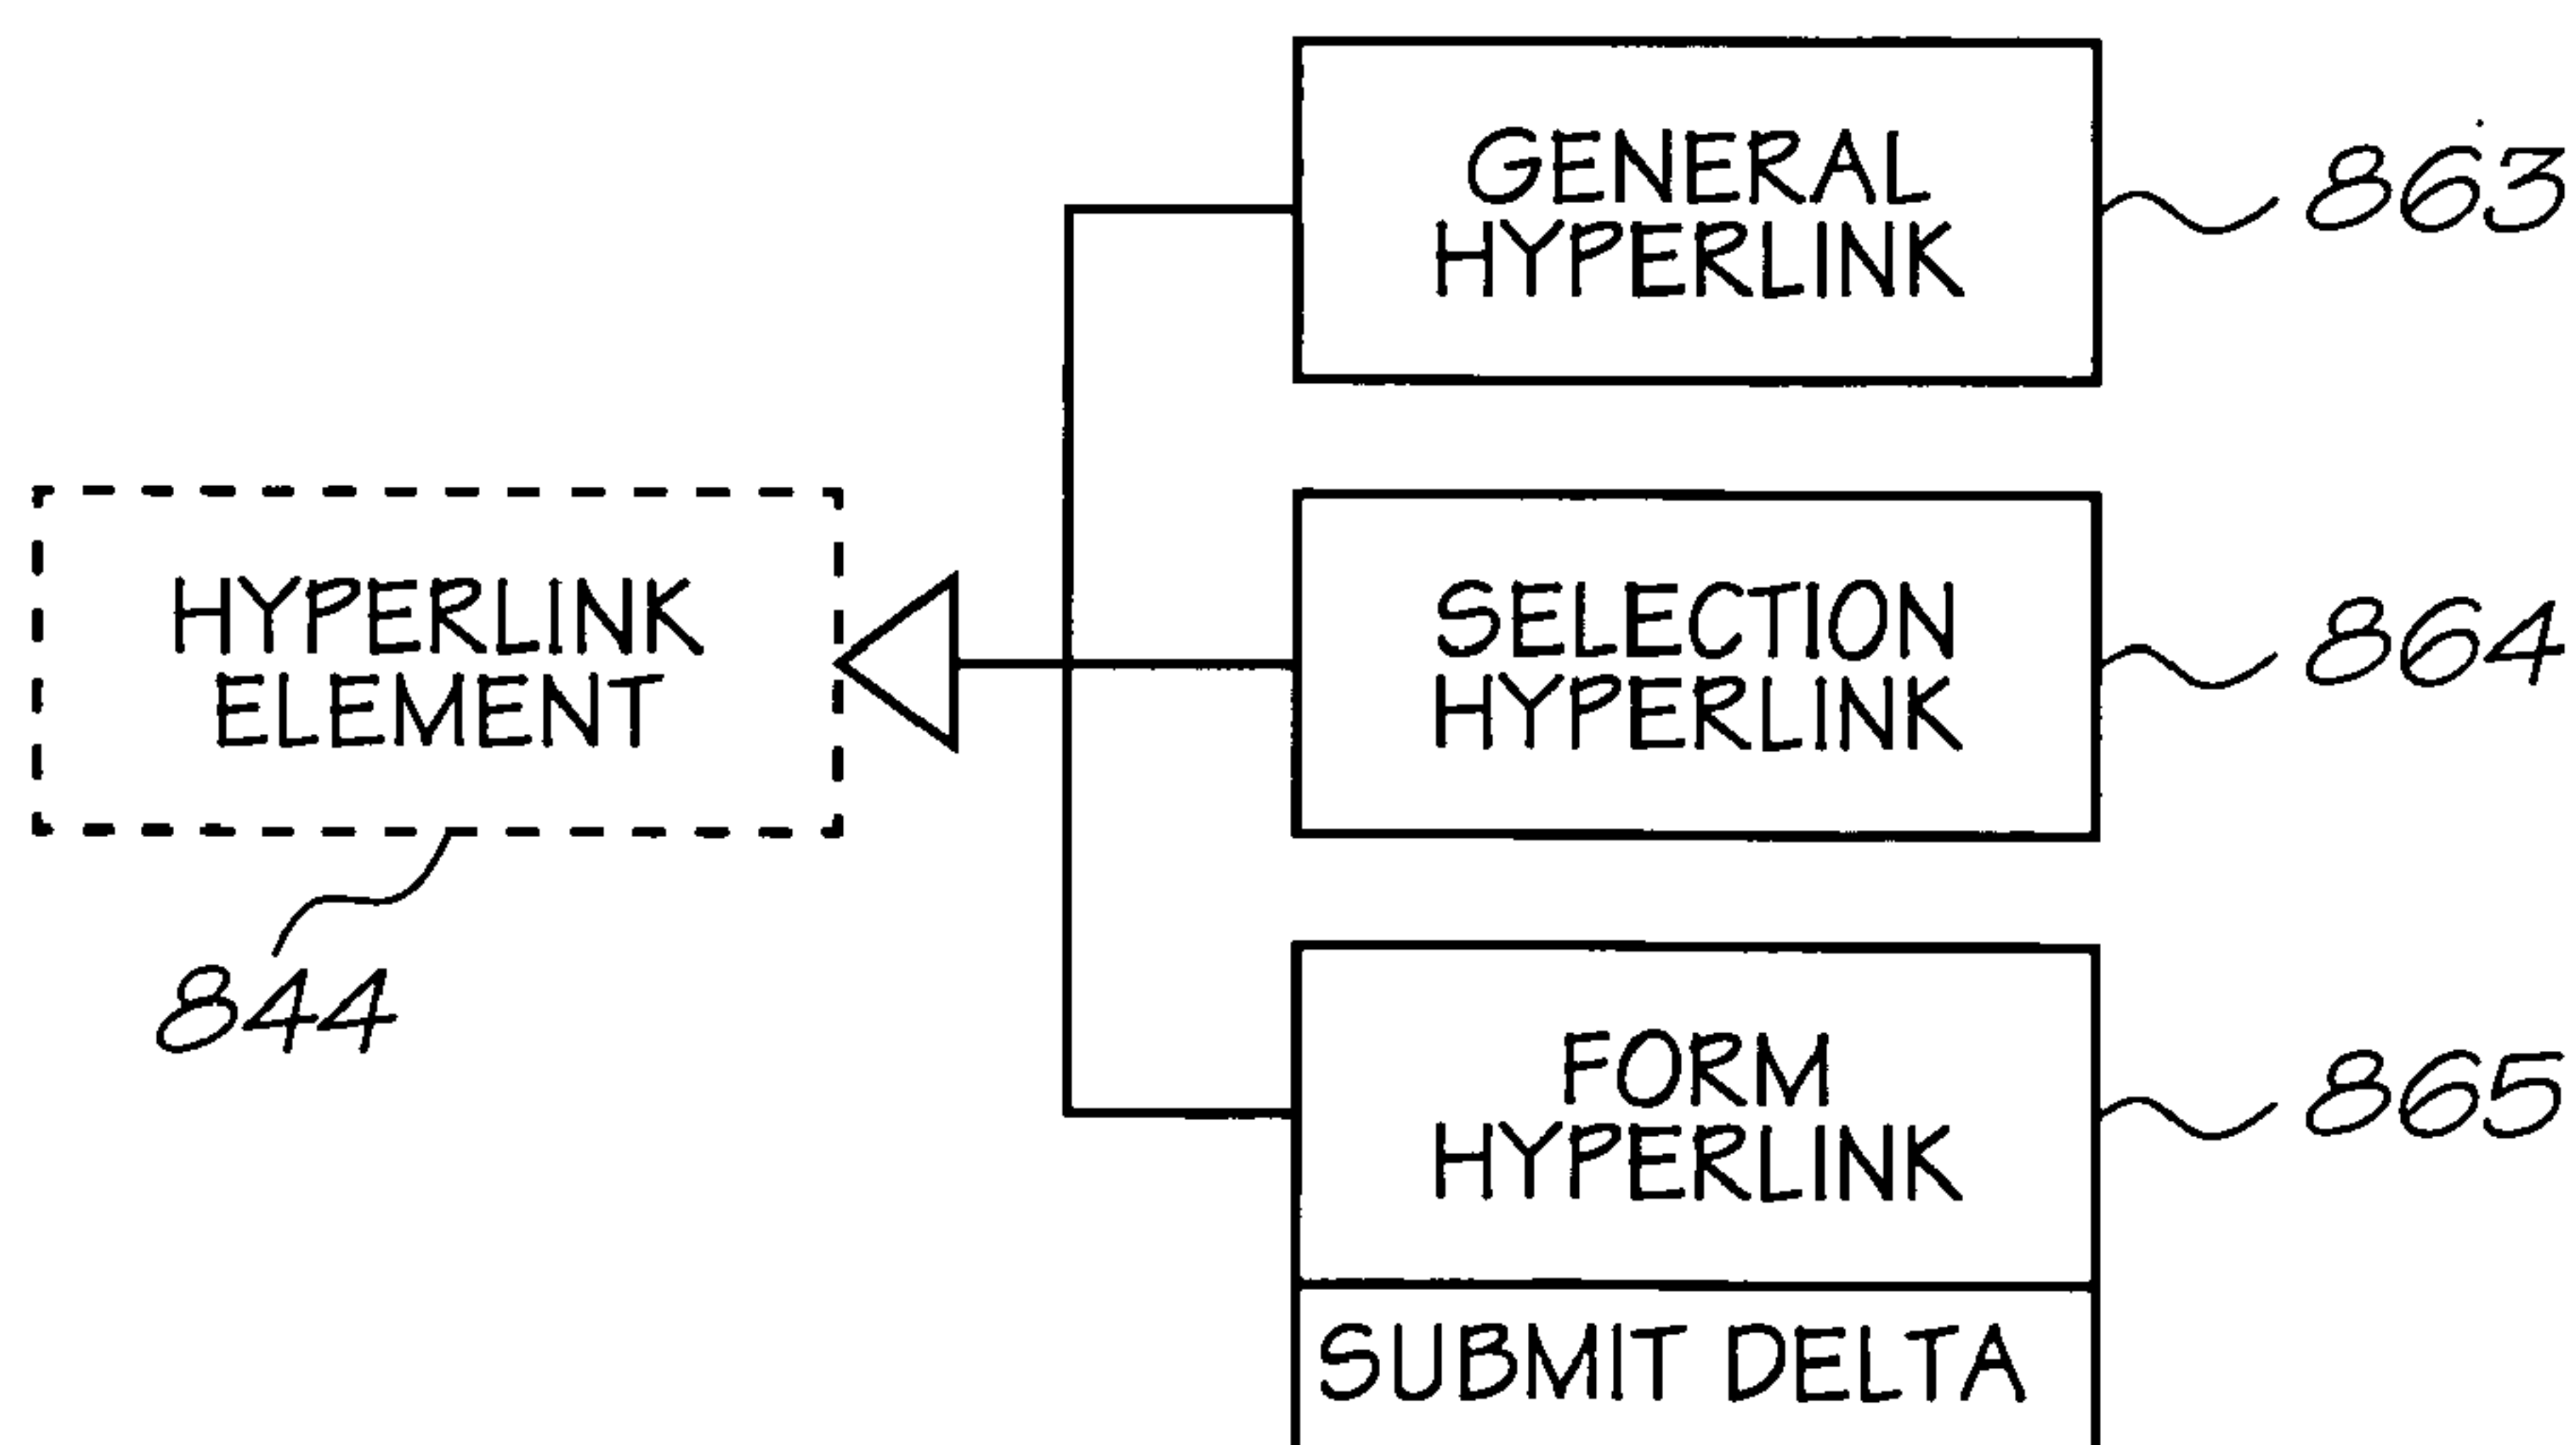 GENERAL
HYPERLINK
863
HYPERLINK
ELEMENT
844
SELECTION
HYPERLINK
864
FORM
HYPERLINK
865
SUBMIT DELTA